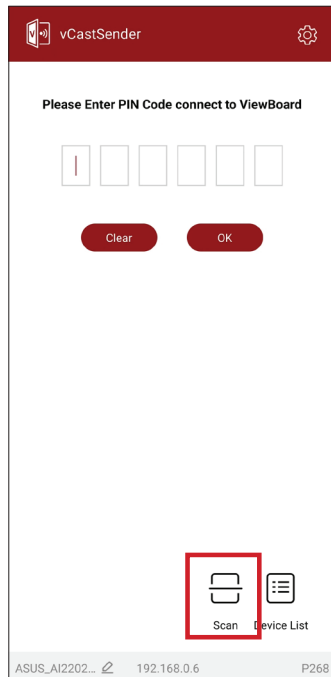 vCastSender
Please Enter PIN Code connect to ViewBoard
Clear OK
Scan Device List
ASUS_AI2202... 192.168.0.6 P268